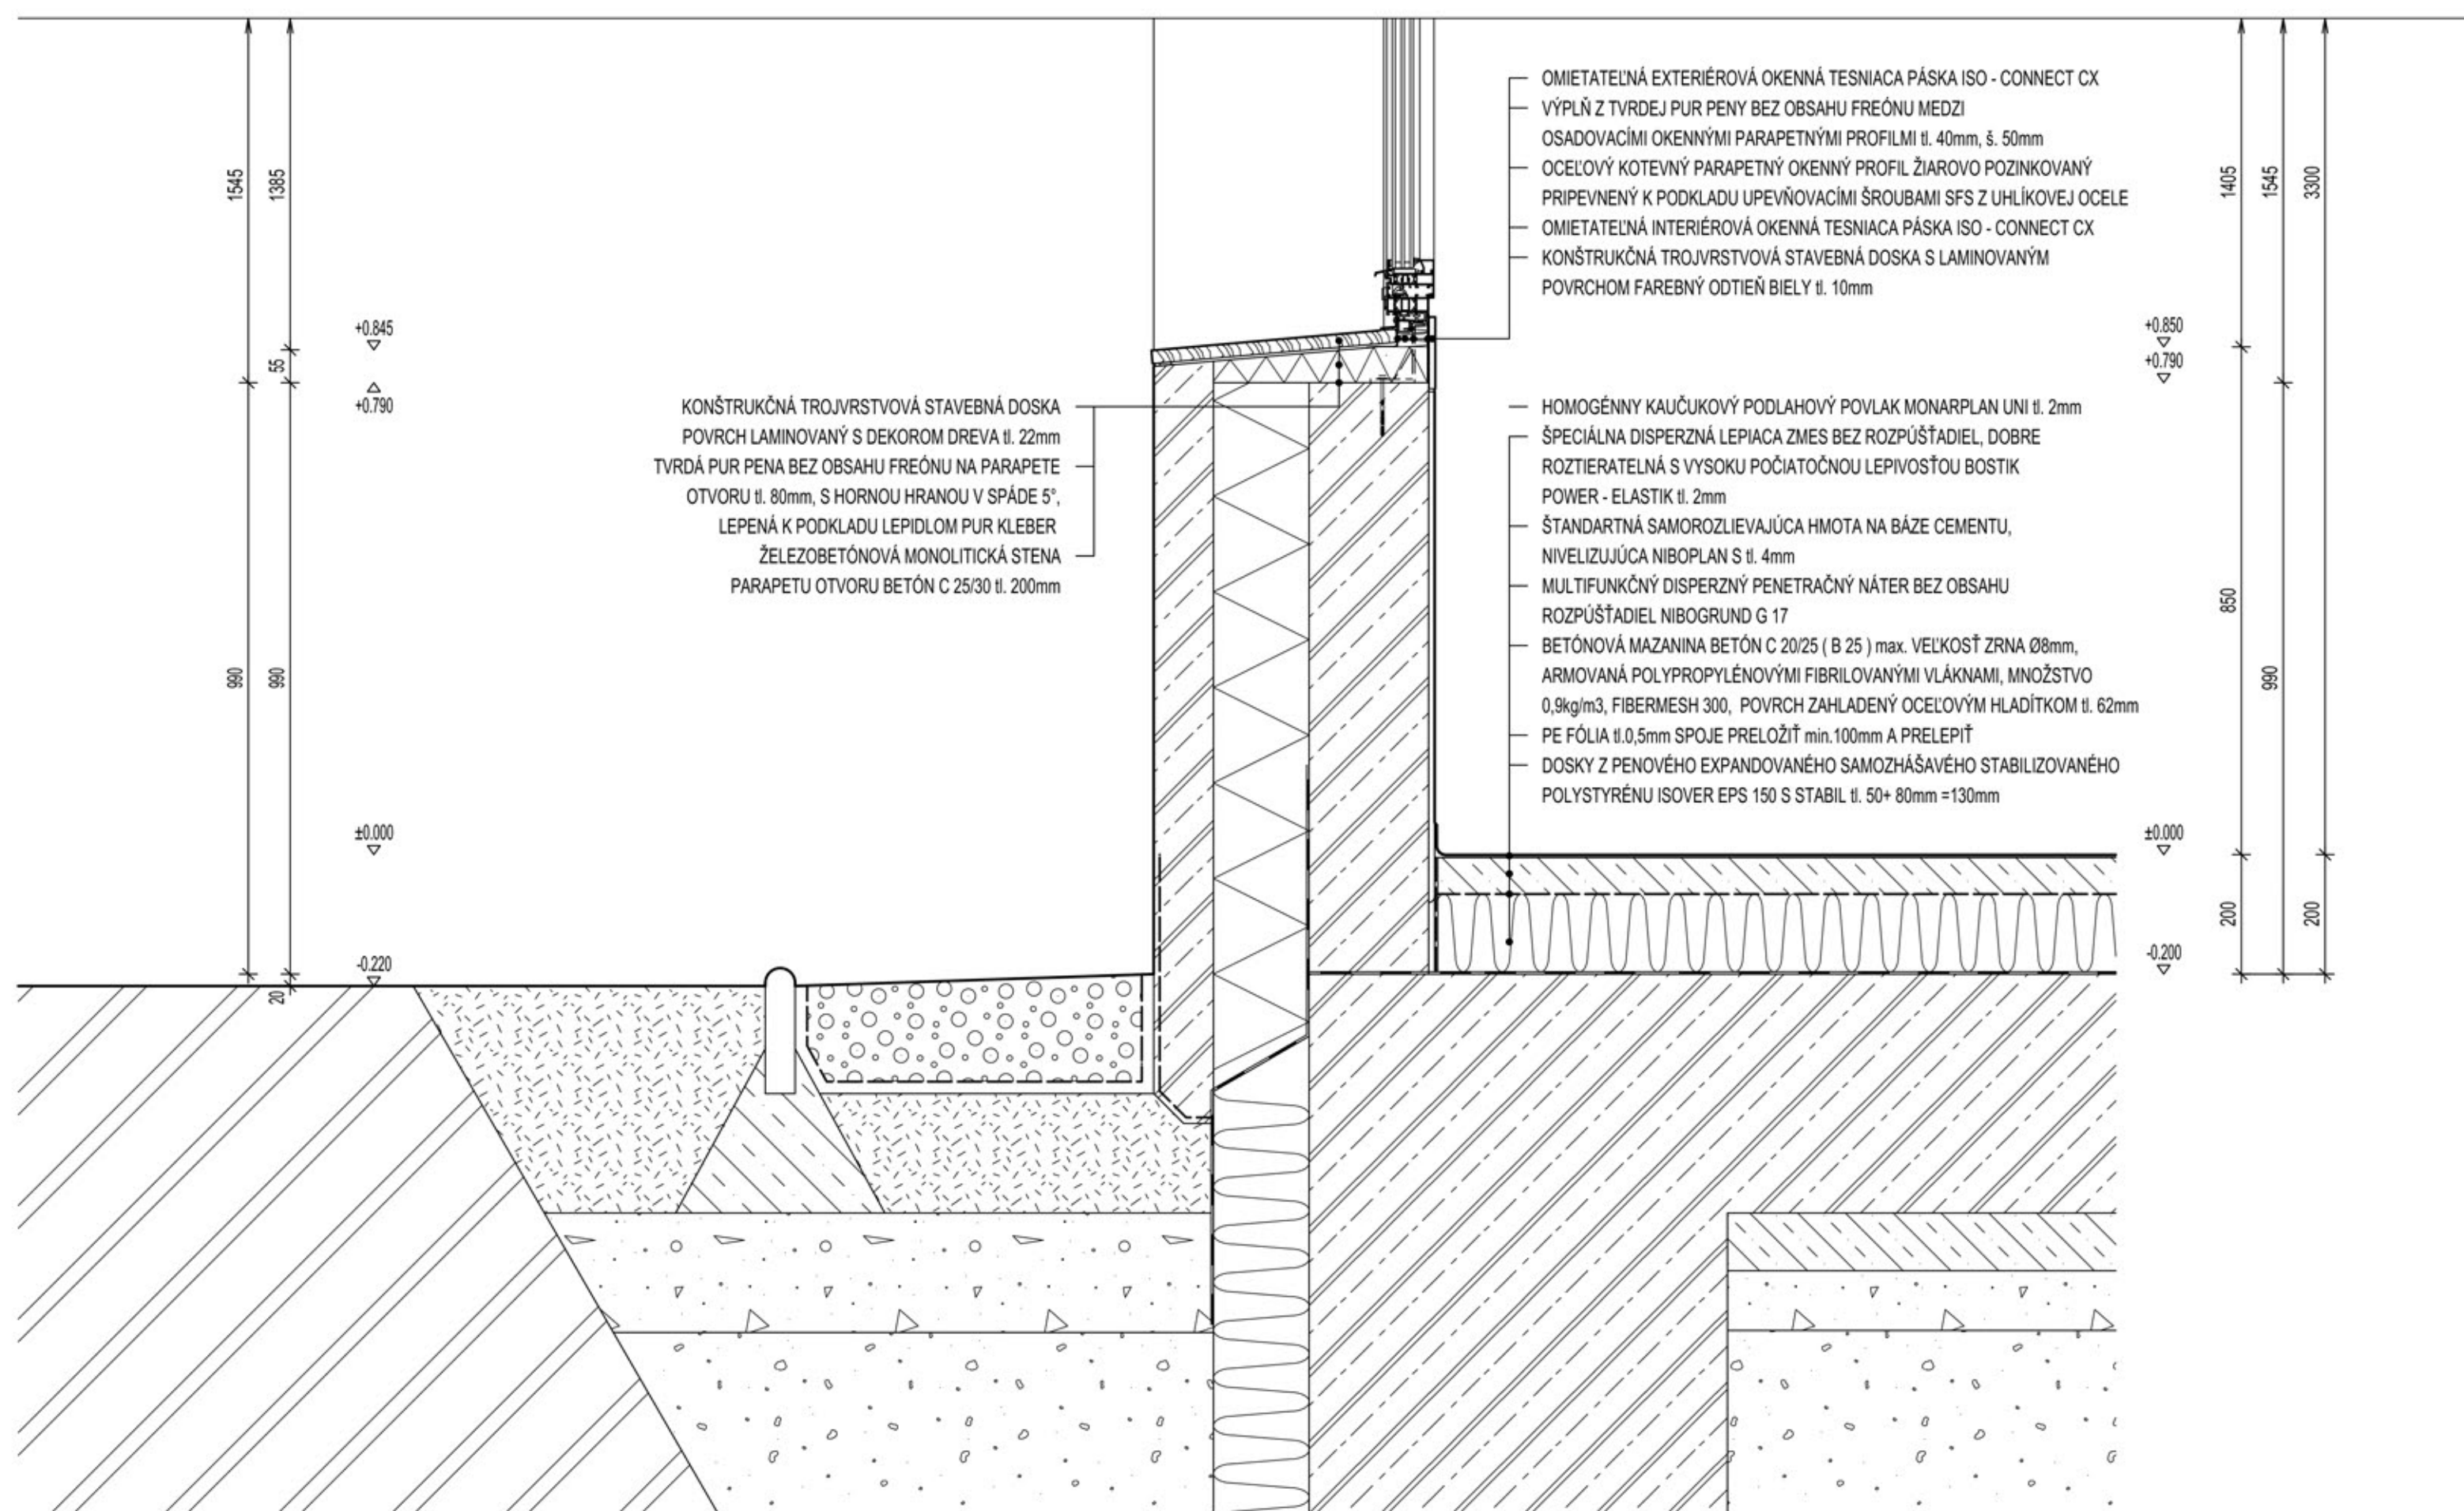 1545
1385
+0.845
55
+0.790
990
990
±0.000
-0.220
20
KONŠTRUKČNÁ TROJVRSTVOVÁ STAVEBNÁ DOSKA
POVRCH LAMINOVANÝ S DEKOROM DREVA tl. 22mm
TVRDÁ PUR PENA BEZ OBSAHU FREÓNU NA PARAPETE
OTVORU tl. 80mm, S HORNOU HRANOU V SPÁDE 5°,
LEPENÁ K PODKLADU LEPIDLOM PUR KLEBER
ŽELEZOBETÓNOVÁ MONOLITICKÁ STENA
PARAPETU OTVORU BETÓN C 25/30 tl. 200mm
OMIETATEĽNÁ EXTERIÉROVÁ OKENNÁ TESNIACA PÁSKA ISO - CONNECT CX
VÝPLŇ Z TVRDEJ PUR PENY BEZ OBSAHU FREÓNU MEDZI
OSADOVACÍMI OKENNÝMI PARAPETNÝMI PROFILMI tl. 40mm, š. 50mm
OCEĽOVÝ KOTEVNÝ PARAPETNÝ OKENNÝ PROFIL ŽIAROVO POZINKOVANÝ
PRIPEVNENÝ K PODKLADU UPEVŇOVACÍMI ŠROUBAMI SFS Z UHLÍKOVEJ OCELE
OMIETATEĽNÁ INTERIÉROVÁ OKENNÁ TESNIACA PÁSKA ISO - CONNECT CX
KONŠTRUKČNÁ TROJVRSTVOVÁ STAVEBNÁ DOSKA S LAMINOVANÝM
POVRCHOM FAREBNÝ ODTIEŇ BIELY tl. 10mm
HOMOGÉNNY KAUČUKOVÝ PODLAHOVÝ POVLAK MONARPLAN UNI tl. 2mm
ŠPECIÁLNA DISPERZNÁ LEPIACA ZMES BEZ ROZPÚŠŤADIEL, DOBRE
ROZTIERATELNÁ S VYSOKU POČIATOČNOU LEPIVOSŤOU BOSTIK
POWER - ELASTIK tl. 2mm
ŠTANDARTNÁ SAMOROZLIEVAJÚCA HMOTA NA BÁZE CEMENTU,
NIVELIZUJÚCA NIBOPLAN S tl. 4mm
MULTIFUNKČNÝ DISPERZNÝ PENETRAČNÝ NÁTER BEZ OBSAHU
ROZPÚŠŤADIEL NIBOGRUND G 17
BETÓNOVÁ MAZANINA BETÓN C 20/25 ( B 25 ) max. VEĽKOSŤ ZRNA Ø8mm,
ARMOVANÁ POLYPROPYLÉNOVÝMI FIBRILOVANÝMI VLÁKNAMI, MNOŽSTVO
0,9kg/m3, FIBERMESH 300, POVRCH ZAHLADENÝ OCEĽOVÝM HLADÍTKOM tl. 62mm
PE FÓLIA tl.0,5mm SPOJE PRELOŽIŤ min.100mm A PRELEPIŤ
DOSKY Z PENOVÉHO EXPANDOVANÉHO SAMOZHÁŠAVÉHO STABILIZOVANÉHO
POLYSTYRÉNU ISOVER EPS 150 S STABIL tl. 50+ 80mm =130mm
1405
1545
3300
+0.850
+0.790
850
990
±0.000
200
200
-0.200